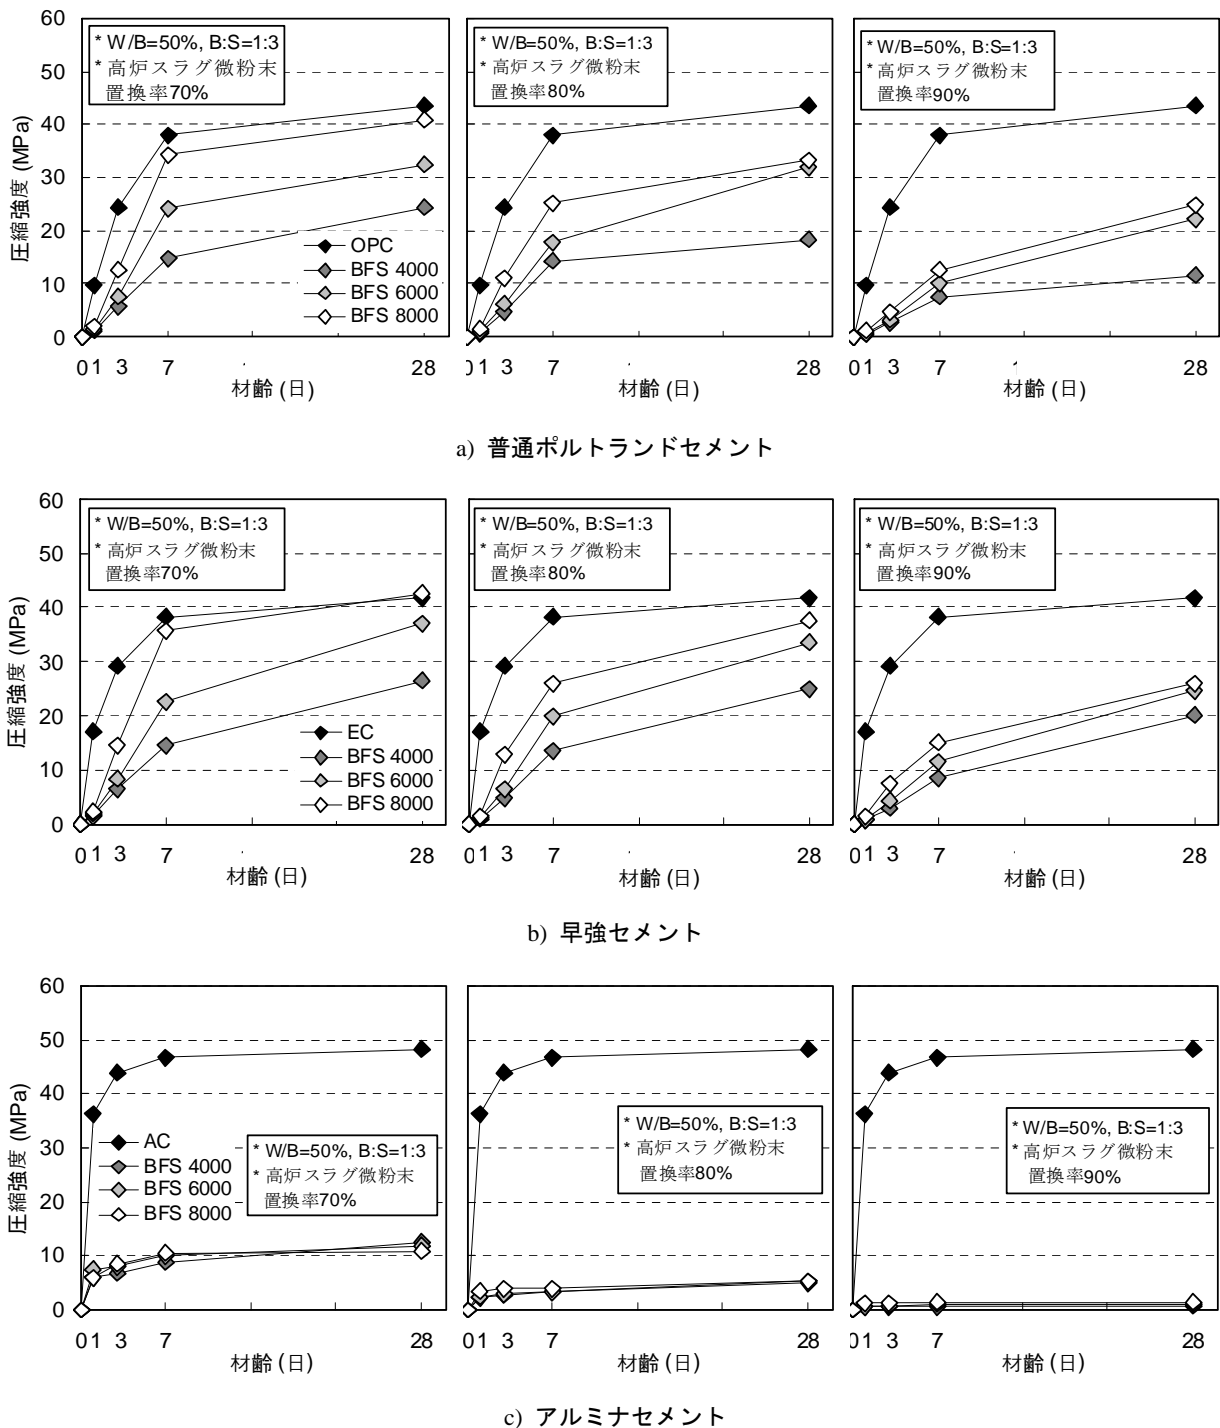 60
50
40
30
20
10
0
圧縮強度 (MPa)
* W/B=50%, B:S=1:3
* 高炉スラグ微粉末
置換率70%
OPC
BFS 4000
BFS 6000
BFS 8000
0 1 3 7 28
材齢 (日)
* W/B=50%, B:S=1:3
* 高炉スラグ微粉末
置換率80%
0 1 3 7 28
材齢 (日)
* W/B=50%, B:S=1:3
* 高炉スラグ微粉末
置換率90%
0 1 3 7 28
材齢 (日)
a) 普通ポルトランドセメント
60
50
40
30
20
10
0
圧縮強度 (MPa)
* W/B=50%, B:S=1:3
* 高炉スラグ微粉末
置換率70%
EC
BFS 4000
BFS 6000
BFS 8000
0 1 3 7 28
材齢 (日)
* W/B=50%, B:S=1:3
* 高炉スラグ微粉末
置換率80%
0 1 3 7 28
材齢 (日)
* W/B=50%, B:S=1:3
* 高炉スラグ微粉末
置換率90%
0 1 3 7 28
材齢 (日)
b) 早強セメント
60
50
40
30
20
10
0
圧縮強度 (MPa)
AC
BFS 4000
BFS 6000
BFS 8000
* W/B=50%, B:S=1:3
* 高炉スラグ微粉末
置換率70%
0 1 3 7 28
材齢 (日)
* W/B=50%, B:S=1:3
* 高炉スラグ微粉末
置換率80%
0 1 3 7 28
材齢 (日)
* W/B=50%, B:S=1:3
* 高炉スラグ微粉末
置換率90%
0 1 3 7 28
材齢 (日)
c) アルミナセメント